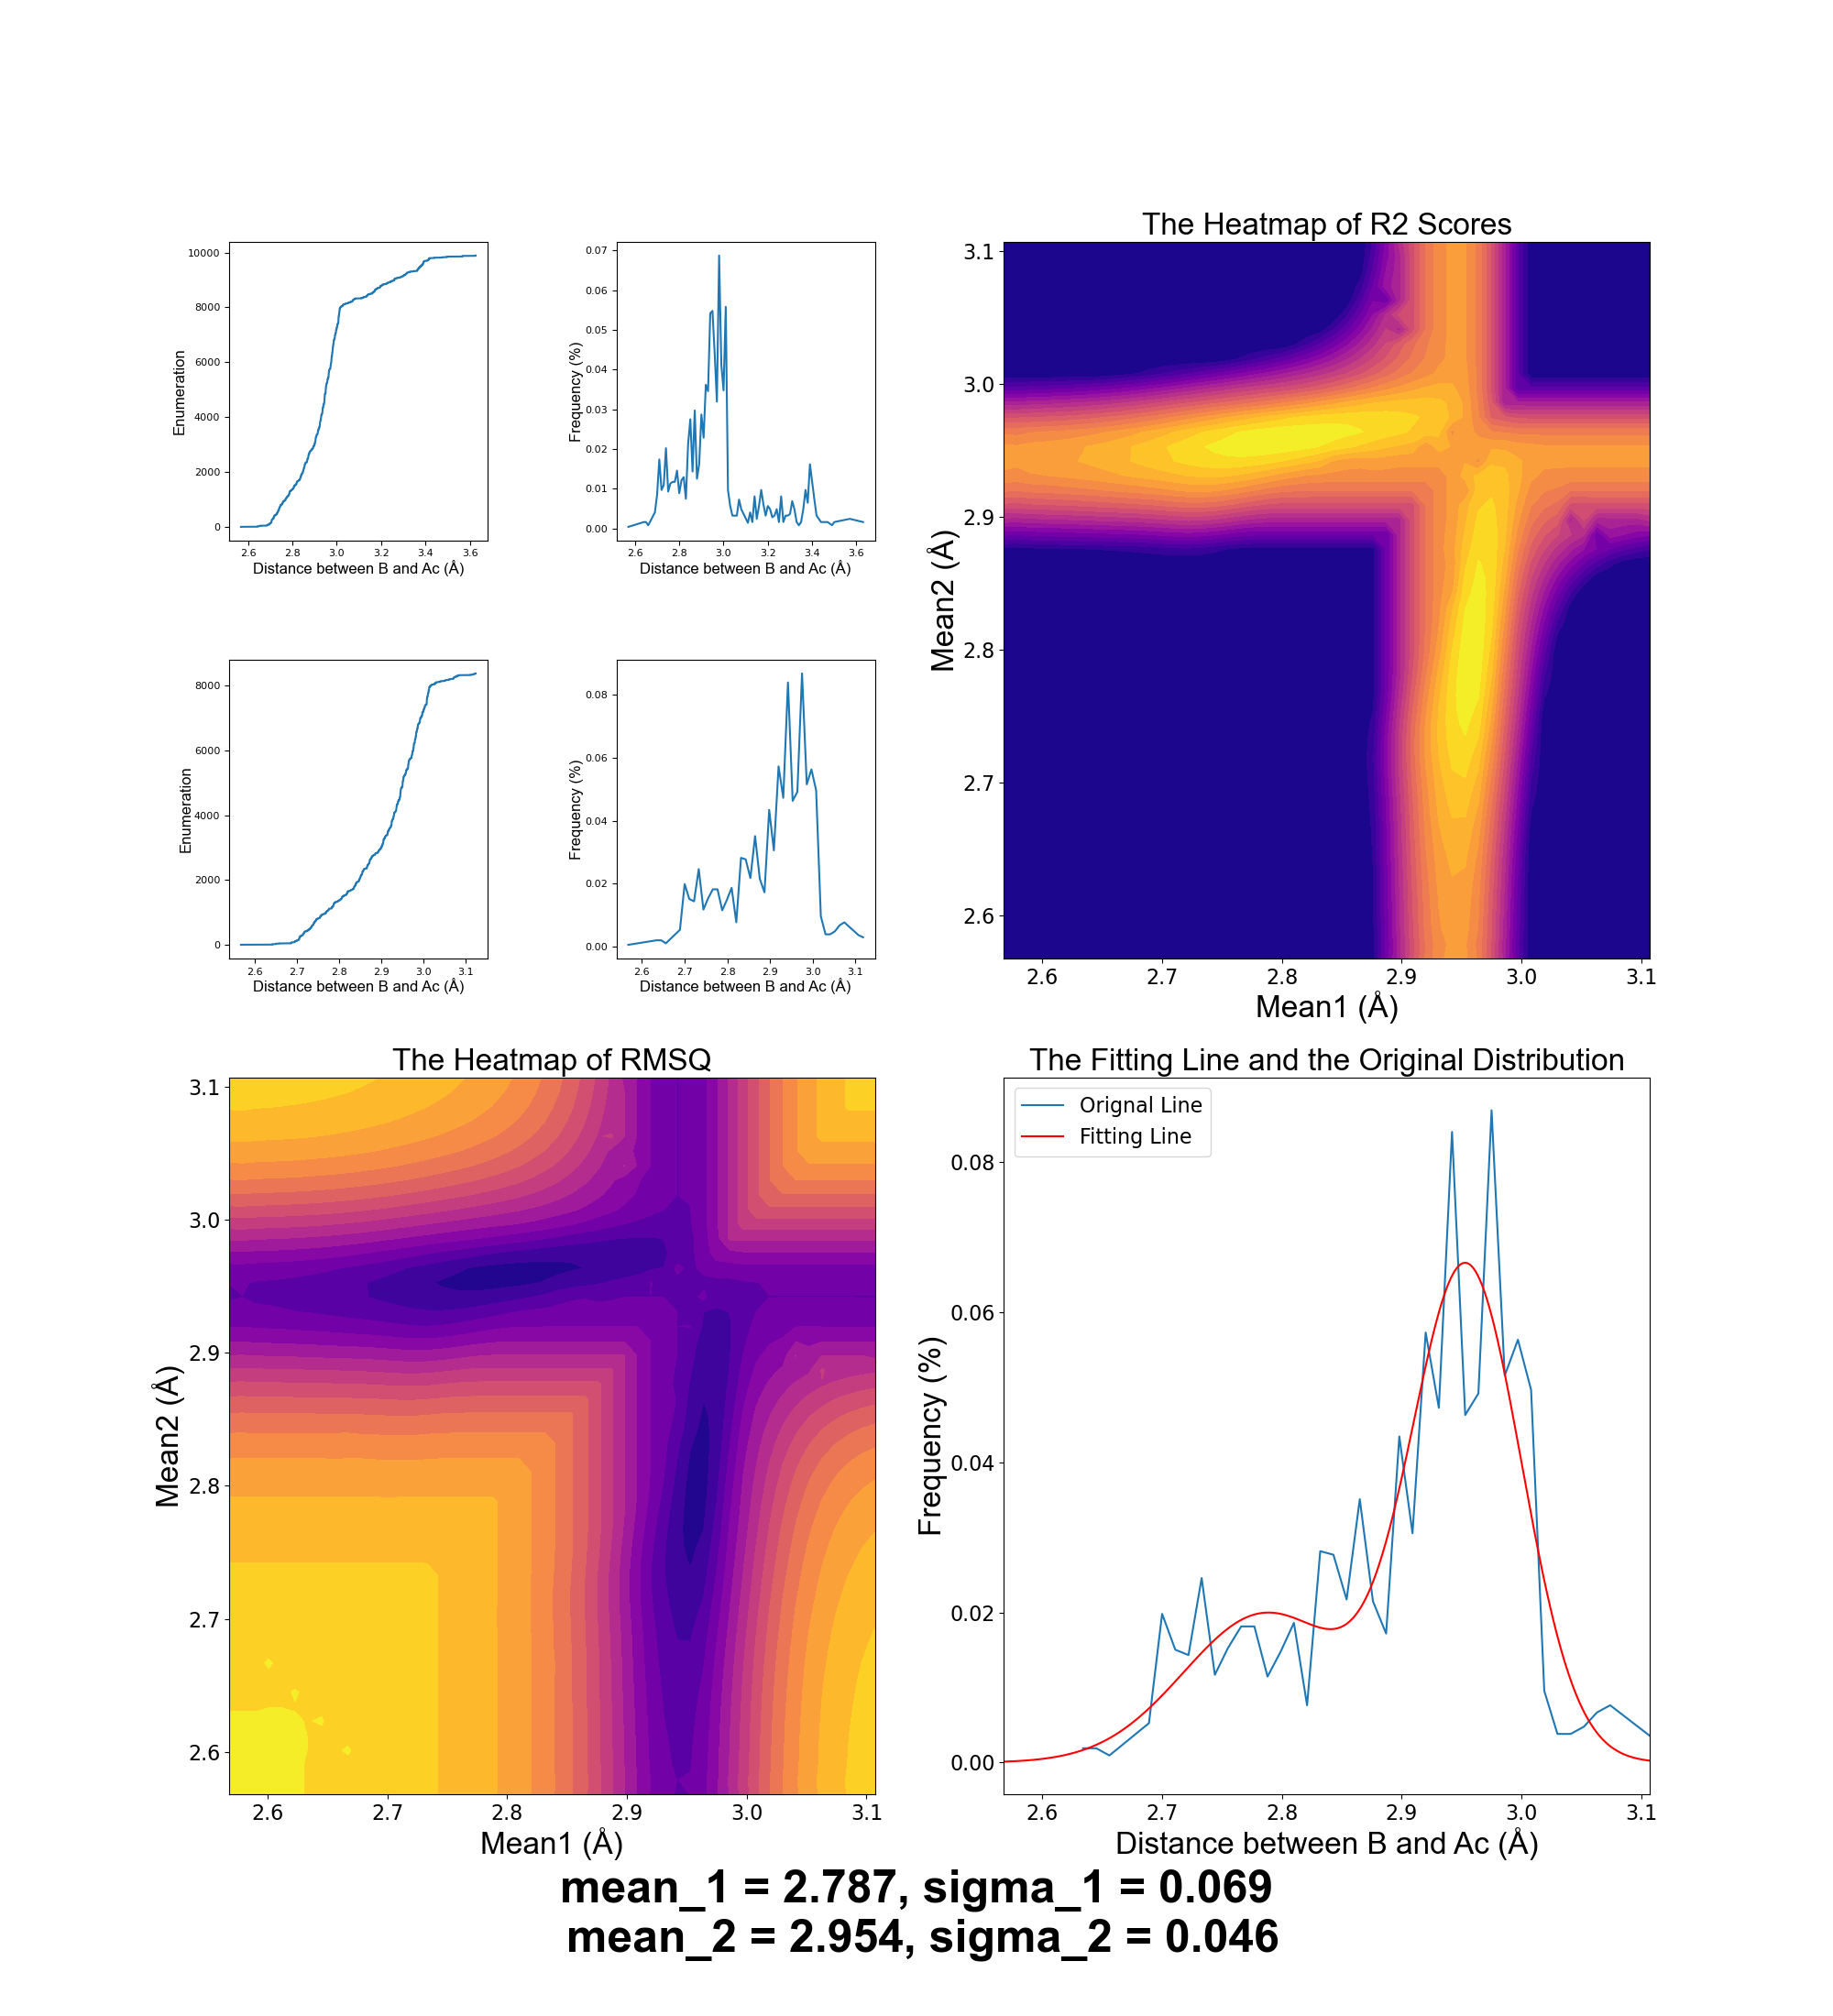 The Heatmap of R2 Scores
10000
8000
6000
4000
2000
0
Enumeration
2.6 2.8 3.0 3.2 3.4 3.6
Distance between B and Ac (Å)
0.07
0.06
0.05
0.04
0.03
0.02
0.01
0.00
Frequency (%)
2.6 2.8 3.0 3.2 3.4 3.6
Distance between B and Ac (Å)
8000
6000
4000
2000
0
Enumeration
2.6 2.7 2.8 2.9 3.0 3.1
Distance between B and Ac (Å)
0.08
0.06
0.04
0.02
0.00
Frequency (%)
2.6 2.7 2.8 2.9 3.0 3.1
Distance between B and Ac (Å)
3.1
3.0
2.9
2.8
2.7
2.6
Mean2 (Å)
2.6 2.7 2.8 2.9 3.0 3.1
Mean1 (Å)
The Heatmap of RMSQ
3.1
3.0
2.9
2.8
2.7
2.6
Mean2 (Å)
2.6 2.7 2.8 2.9 3.0 3.1
Mean1 (Å)
The Fitting Line and the Original Distribution
Orignal Line
Fitting Line
0.08
0.06
0.04
0.02
0.00
Frequency (%)
2.6 2.7 2.8 2.9 3.0 3.1
Distance between B and Ac (Å)
mean_1 = 2.787, sigma_1 = 0.069
mean_2 = 2.954, sigma_2 = 0.046